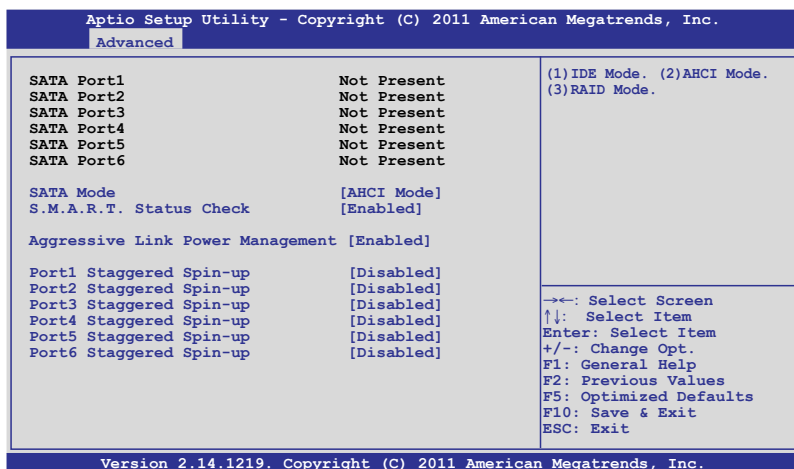 Aptio Setup Utility - Copyright (C) 2011 American Megatrends, Inc.
Advanced
SATA Port1 Not Present
SATA Port2 Not Present
SATA Port3 Not Present
SATA Port4 Not Present
SATA Port5 Not Present
SATA Port6 Not Present
SATA Mode [AHCI Mode]
S.M.A.R.T. Status Check [Enabled]
Aggressive Link Power Management [Enabled]
Port1 Staggered Spin-up [Disabled]
Port2 Staggered Spin-up [Disabled]
Port3 Staggered Spin-up [Disabled]
Port4 Staggered Spin-up [Disabled]
Port5 Staggered Spin-up [Disabled]
Port6 Staggered Spin-up [Disabled]
(1)IDE Mode. (2)AHCI Mode.
(3)RAID Mode.
→←: Select Screen
↑↓: Select Item
Enter: Select Item
+/-: Change Opt.
F1: General Help
F2: Previous Values
F5: Optimized Defaults
F10: Save & Exit
ESC: Exit
Version 2.14.1219. Copyright (C) 2011 American Megatrends, Inc.